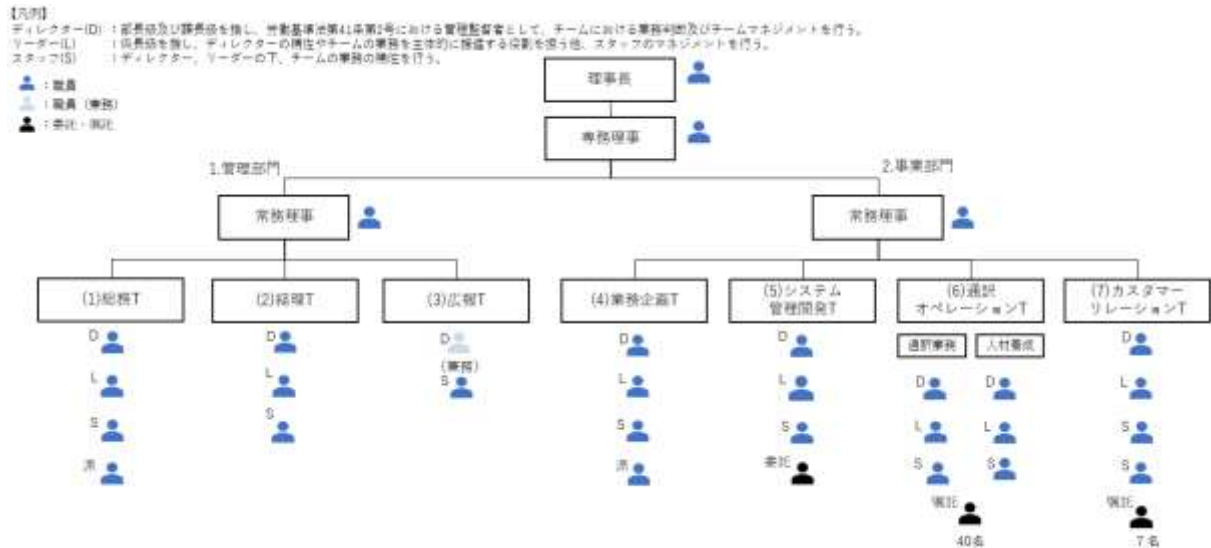 【凡例】
ディレクター(D) ：部長級及び課長級を指し、労働基準法第41条第2号における管理監督者として、チームにおける業務判断及びチームマネジメントを行う。
リーダー(L) ：係長級を指し、ディレクターの補佐やチームの業務を主体的に推進する役割を担う他、スタッフのマネジメントを行う。
スタッフ(S) ：ディレクター、リーダーの下、チームの業務の補佐を行う。
：職員
：職員（兼務）
：委託・嘱託
理事長
専務理事
1.管理部門
2.事業部門
常務理事
常務理事
(1)総務T
(2)経理T
(3)広報T
(4)業務企画T
(5)システム
管理開発T
(6)通訳
オペレーションT
(7)カスタマー
リレーションT
通訳業務
人材養成
D
L
S
派
D
L
S
D
(兼務)
S
D
L
S
派
D
L
S
委託
D
L
S
D
L
S
嘱託
40名
D
L
S
S
嘱託
7名